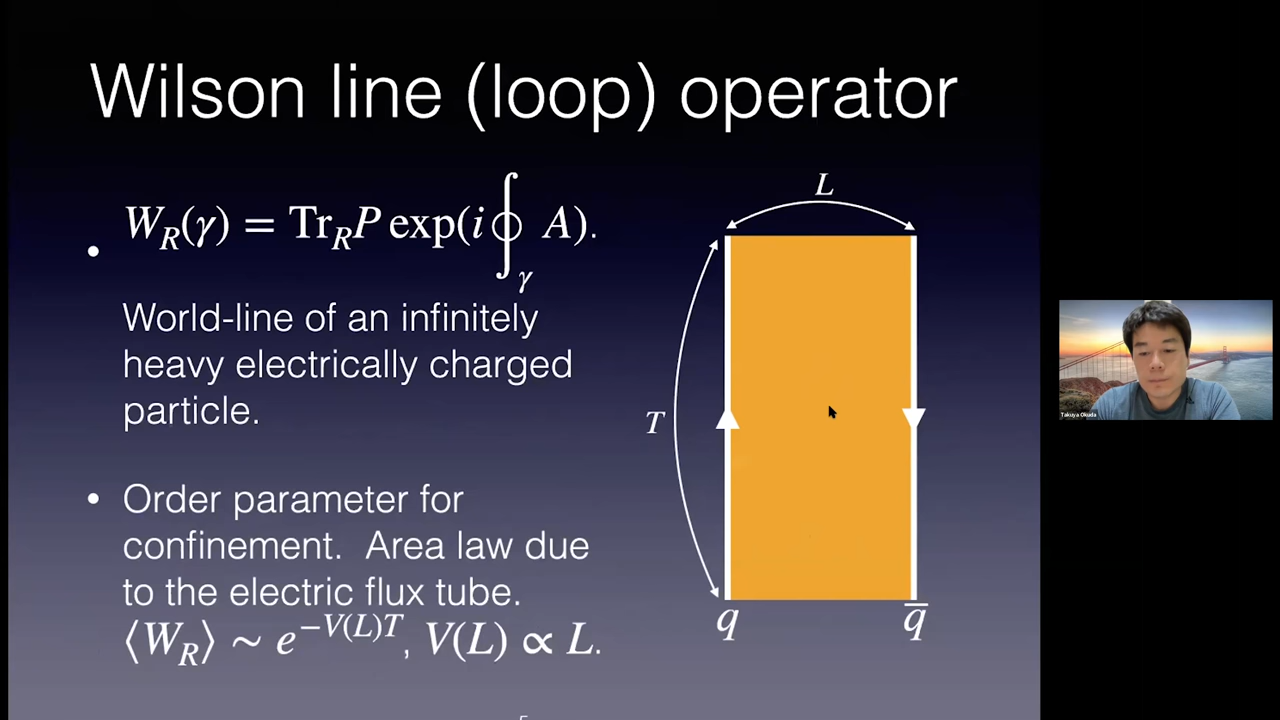 Wilson line (loop) operator
• W_R(γ) = Tr_R P exp(i∮_γ A).
World-line of an infinitely
heavy electrically charged
particle.
• Order parameter for
confinement. Area law due
to the electric flux tube.
⟨W_R⟩ ∼ e^{−V(L)T}, V(L) ∝ L.
L
T
q
q̅
Takuya Okuda